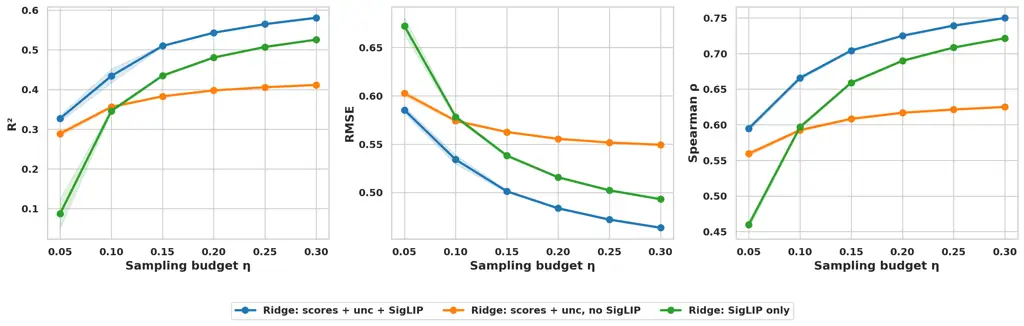 R²
0.6
0.5
0.4
0.3
0.2
0.1
0.05 0.10 0.15 0.20 0.25 0.30
Sampling budget η
RMSE
0.65
0.60
0.55
0.50
0.05 0.10 0.15 0.20 0.25 0.30
Sampling budget η
Spearman ρ
0.75
0.70
0.65
0.60
0.55
0.50
0.45
0.05 0.10 0.15 0.20 0.25 0.30
Sampling budget η
Ridge: scores + unc + SigLIP Ridge: scores + unc, no SigLIP Ridge: SigLIP only